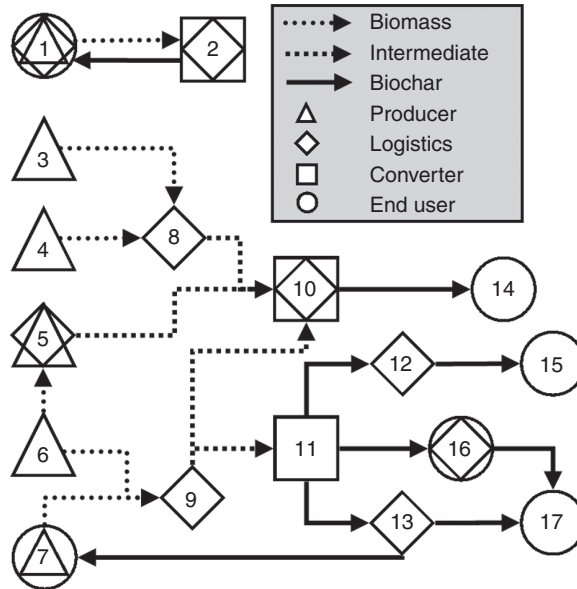 1
2
Biomass
Intermediate
Biochar
Producer
Logistics
Converter
End user
3
4
8
5
10
14
6
9
12
15
11
16
7
13
17